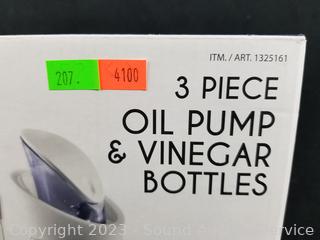 ITM. / ART. 1325161
207.
4100
3 PIECE
OIL PUMP
& VINEGAR
BOTTLES
Copyright 2023 - Sound Auction Service